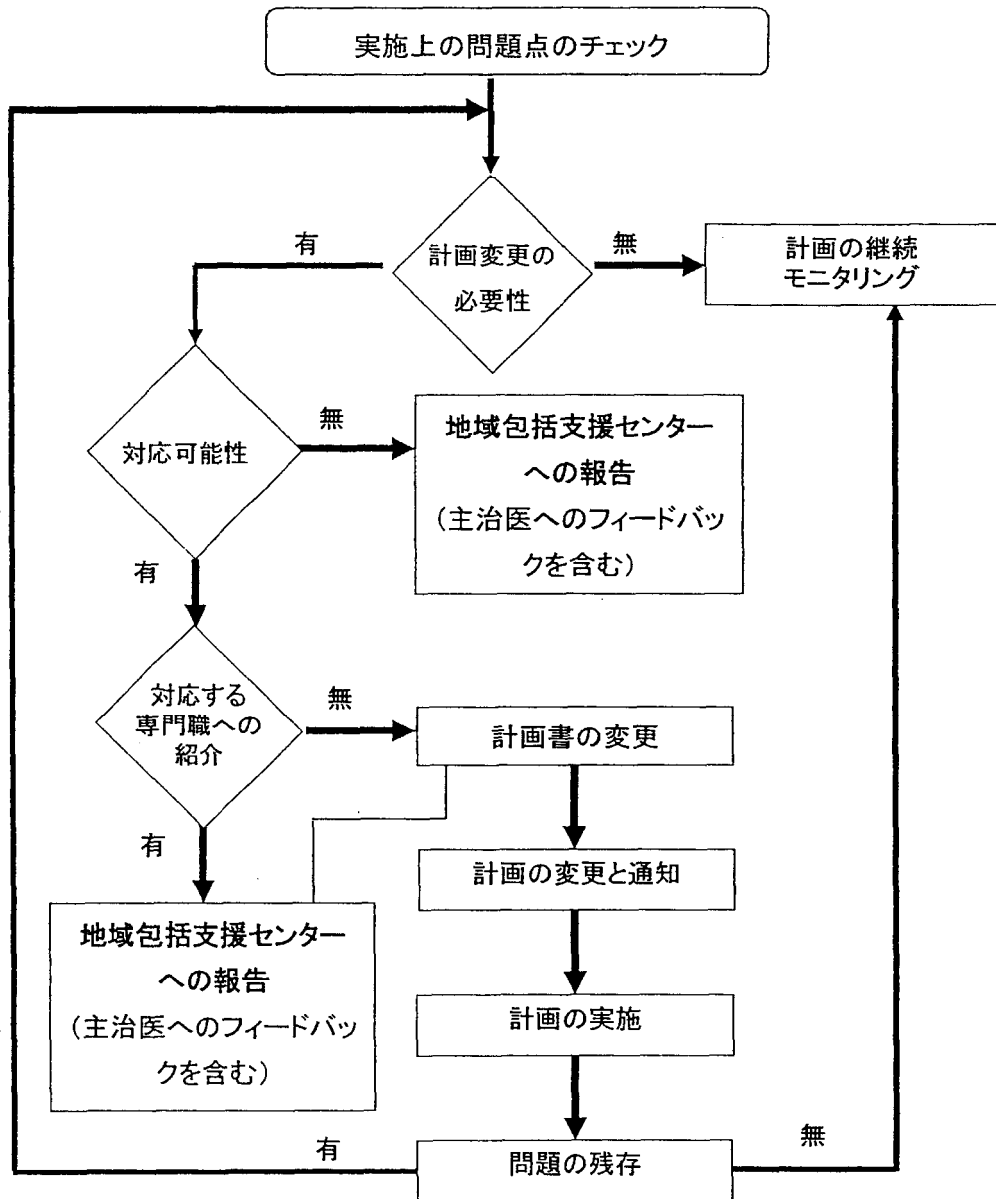 実施上の問題点のチェック
有
計画変更の
必要性
無
計画の継続
モニタリング
対応可能性
無
地域包括支援センター
への報告
(主治医へのフィードバッ
クを含む)
有
対応する
専門職への
紹介
無
計画書の変更
有
計画の変更と通知
地域包括支援センター
への報告
(主治医へのフィードバッ
クを含む)
計画の実施
有
問題の残存
無